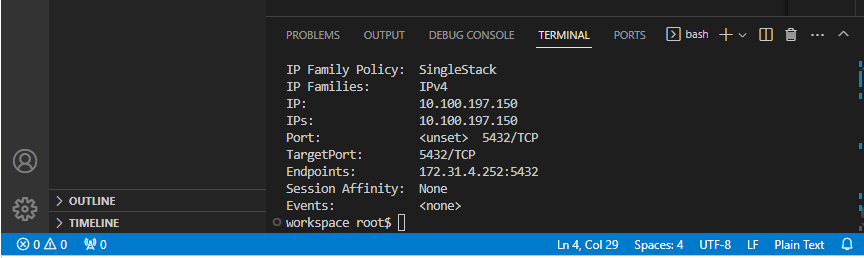 PROBLEMS OUTPUT DEBUG CONSOLE TERMINAL PORTS bash
IP Family Policy: SingleStack
IP Families: IPv4
IP: 10.100.197.150
IPs: 10.100.197.150
Port: <unset> 5432/TCP
TargetPort: 5432/TCP
Endpoints: 172.31.4.252:5432
Session Affinity: None
Events: <none>
workspace root$
OUTLINE
TIMELINE
0 0 0 Ln 4, Col 29 Spaces: 4 UTF-8 LF Plain Text